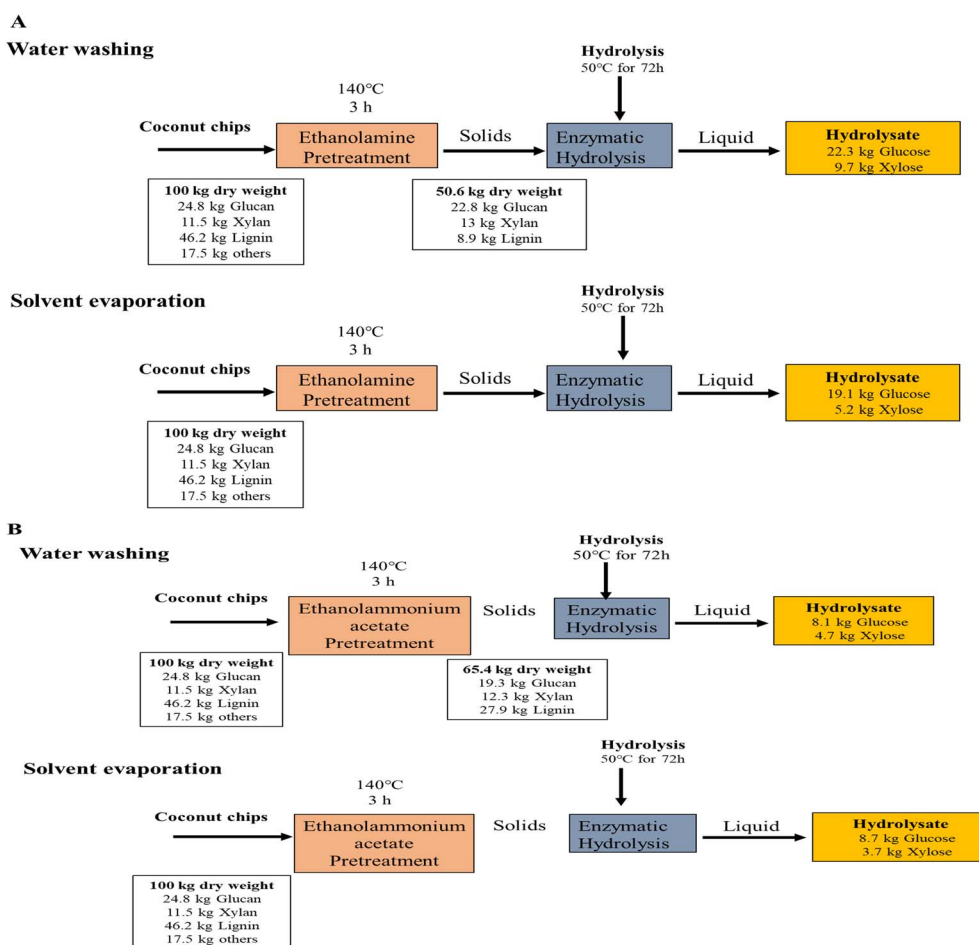 A
Water washing
Hydrolysis
50°C for 72h
140°C
3 h
Coconut chips
Ethanolamine
Pretreatment
Solids
Enzymatic
Hydrolysis
Liquid
Hydrolysate
22.3 kg Glucose
9.7 kg Xylose
100 kg dry weight
24.8 kg Glucan
11.5 kg Xylan
46.2 kg Lignin
17.5 kg others
50.6 kg dry weight
22.8 kg Glucan
13 kg Xylan
8.9 kg Lignin
Solvent evaporation
Hydrolysis
50°C for 72h
140°C
3 h
Coconut chips
Ethanolamine
Pretreatment
Solids
Enzymatic
Hydrolysis
Liquid
Hydrolysate
19.1 kg Glucose
5.2 kg Xylose
100 kg dry weight
24.8 kg Glucan
11.5 kg Xylan
46.2 kg Lignin
17.5 kg others
B
Water washing
Hydrolysis
50°C for 72h
140°C
3 h
Coconut chips
Ethanolammonium
acetate
Pretreatment
Solids
Enzymatic
Hydrolysis
Liquid
Hydrolysate
8.1 kg Glucose
4.7 kg Xylose
100 kg dry weight
24.8 kg Glucan
11.5 kg Xylan
46.2 kg Lignin
17.5 kg others
65.4 kg dry weight
19.3 kg Glucan
12.3 kg Xylan
27.9 kg Lignin
Solvent evaporation
Hydrolysis
50°C for 72h
140°C
3 h
Coconut chips
Ethanolammonium
acetate
Pretreatment
Solids
Enzymatic
Hydrolysis
Liquid
Hydrolysate
8.7 kg Glucose
3.7 kg Xylose
100 kg dry weight
24.8 kg Glucan
11.5 kg Xylan
46.2 kg Lignin
17.5 kg others